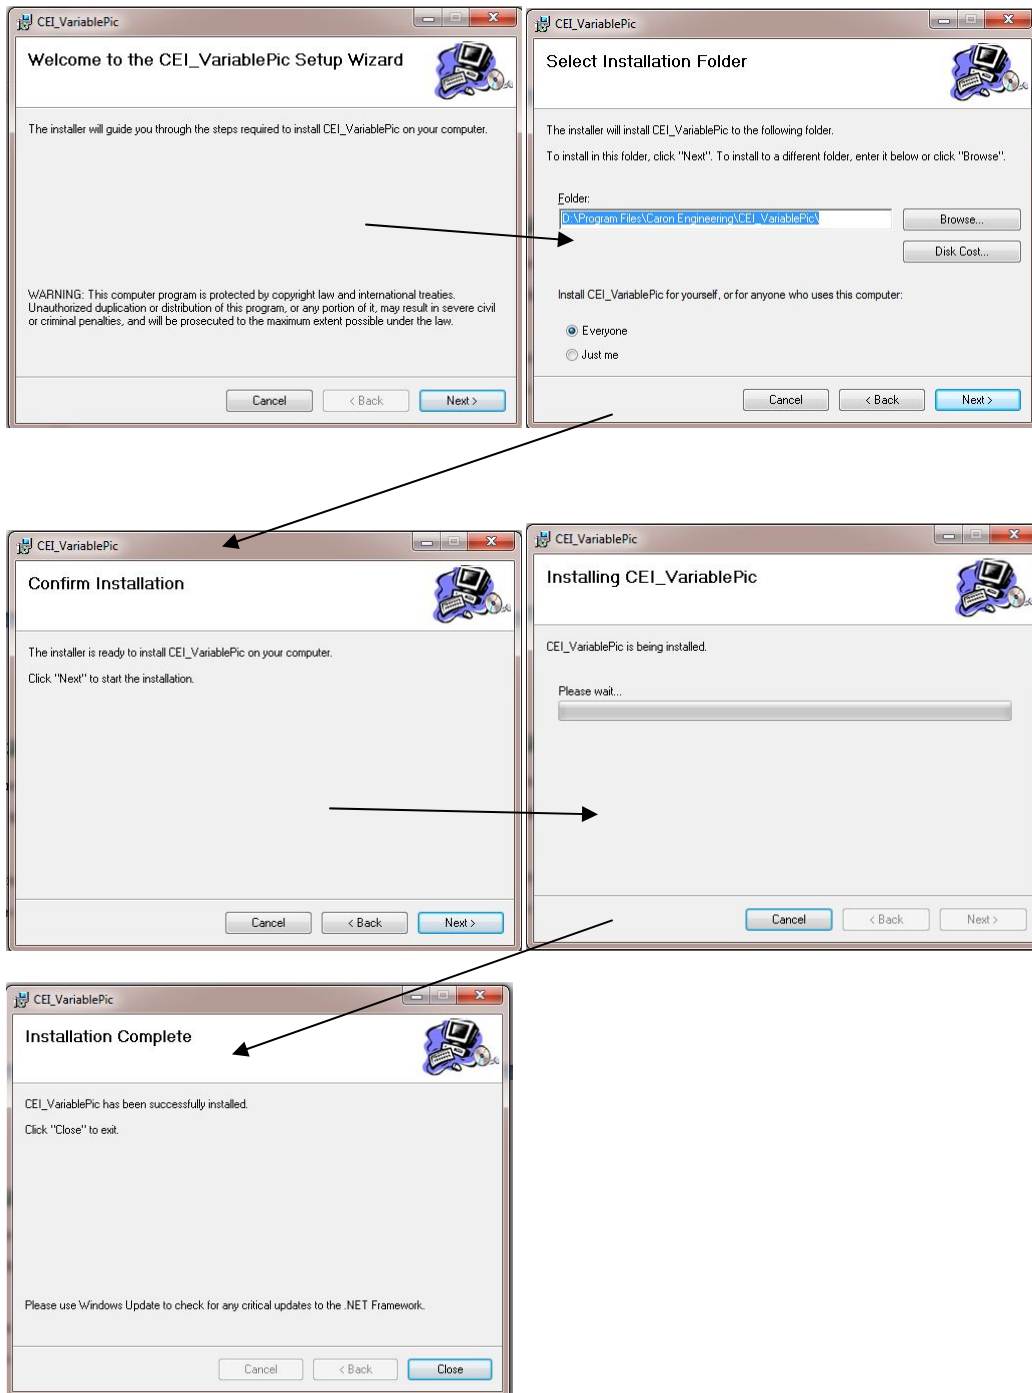 CEI_VariablePic
Welcome to the CEI_VariablePic Setup Wizard
The installer will guide you through the steps required to install CEI_VariablePic on your computer.
WARNING: This computer program is protected by copyright law and international treaties.
Unauthorized duplication or distribution of this program, or any portion of it, may result in severe civil
or criminal penalties, and will be prosecuted to the maximum extent possible under the law.
Cancel
< Back
Next >
CEI_VariablePic
Select Installation Folder
The installer will install CEI_VariablePic to the following folder.
To install in this folder, click "Next". To install to a different folder, enter it below or click "Browse".
Folder:
D:\Program Files\Caron Engineering\CEI_VariablePic\
Browse...
Disk Cost...
Install CEI_VariablePic for yourself, or for anyone who uses this computer:
Everyone
Just me
Cancel
< Back
Next >
CEI_VariablePic
Confirm Installation
The installer is ready to install CEI_VariablePic on your computer.
Click "Next" to start the installation.
Cancel
< Back
Next >
CEI_VariablePic
Installing CEI_VariablePic
CEI_VariablePic is being installed.
Please wait...
Cancel
< Back
Next >
CEI_VariablePic
Installation Complete
CEI_VariablePic has been successfully installed.
Click "Close" to exit.
Please use Windows Update to check for any critical updates to the .NET Framework.
Cancel
< Back
Close